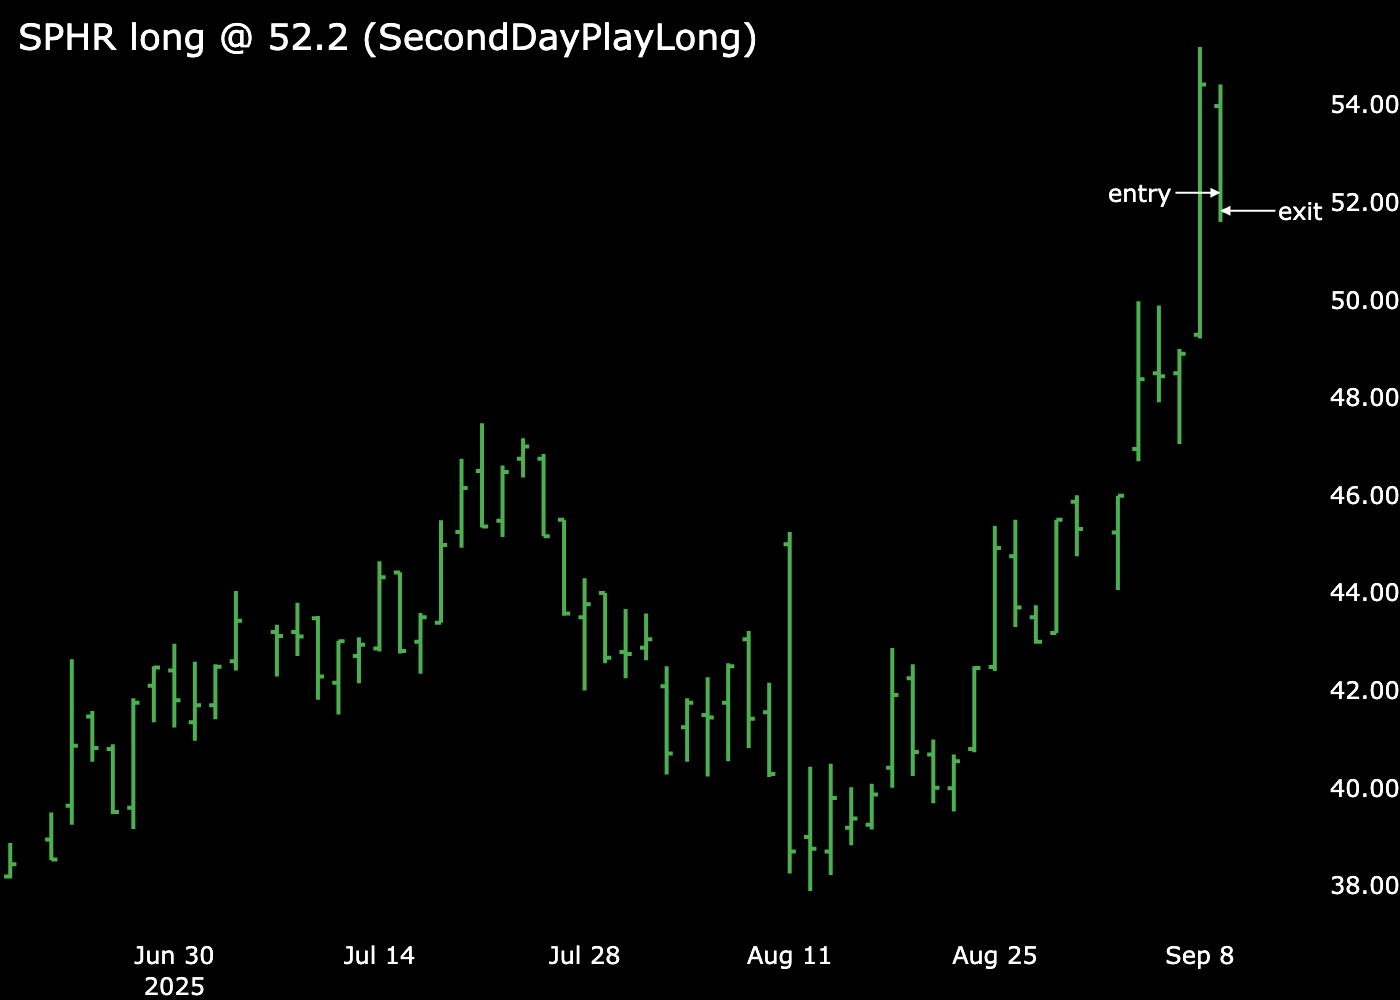 SPHR long @ 52.2 (SecondDayPlayLong)
54.00
entry
52.00
exit
50.00
48.00
46.00
44.00
42.00
40.00
38.00
Jun 30
2025
Jul 14
Jul 28
Aug 11
Aug 25
Sep 8